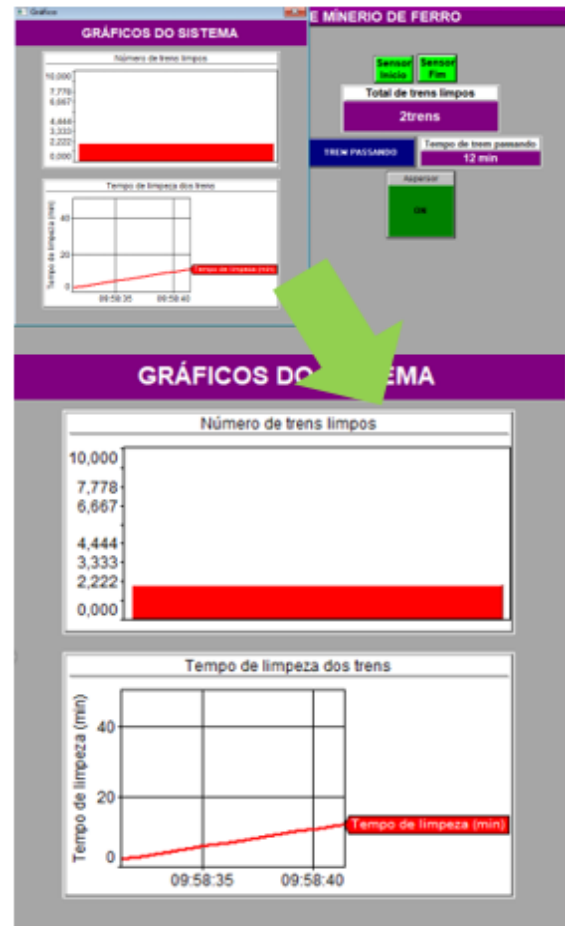 Gráfico
GRÁFICOS DO SISTEMA
Número de trens limpos
10,000
7,778
6,667
4,444
3,333
2,222
0,000
Tempo de limpeza dos trens
Tempo de limpeza (min)
40
20
0
09:58:35
09:58:40
Tempo de limpeza (min)
E MÍNERIO DE FERRO
Sensor
Inicio
Sensor
Fim
Total de trens limpos
2trens
TREM PASSANDO
Tempo de trem passando
12 min
Aspersor
ON
GRÁFICOS DO
EMA
Número de trens limpos
10,000
7,778
6,667
4,444
3,333
2,222
0,000
Tempo de limpeza dos trens
Tempo de limpeza (min)
40
20
0
09:58:35
09:58:40
Tempo de limpeza (min)